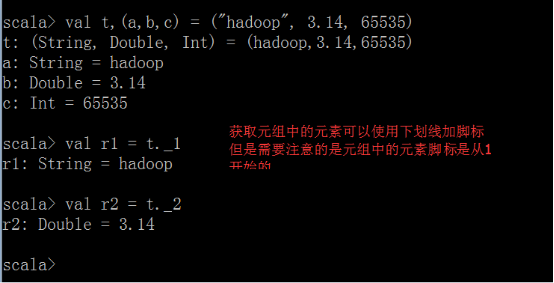 scala> val t,(a,b,c) = ("hadoop", 3.14, 65535)
t: (String, Double, Int) = (hadoop,3.14,65535)
a: String = hadoop
b: Double = 3.14
c: Int = 65535
scala> val r1 = t._1
r1: String = hadoop
获取元组中的元素可以使用下划线加脚标
但是需要注意的是元组中的元素脚标是从1
开始的
scala> val r2 = t._2
r2: Double = 3.14
scala>